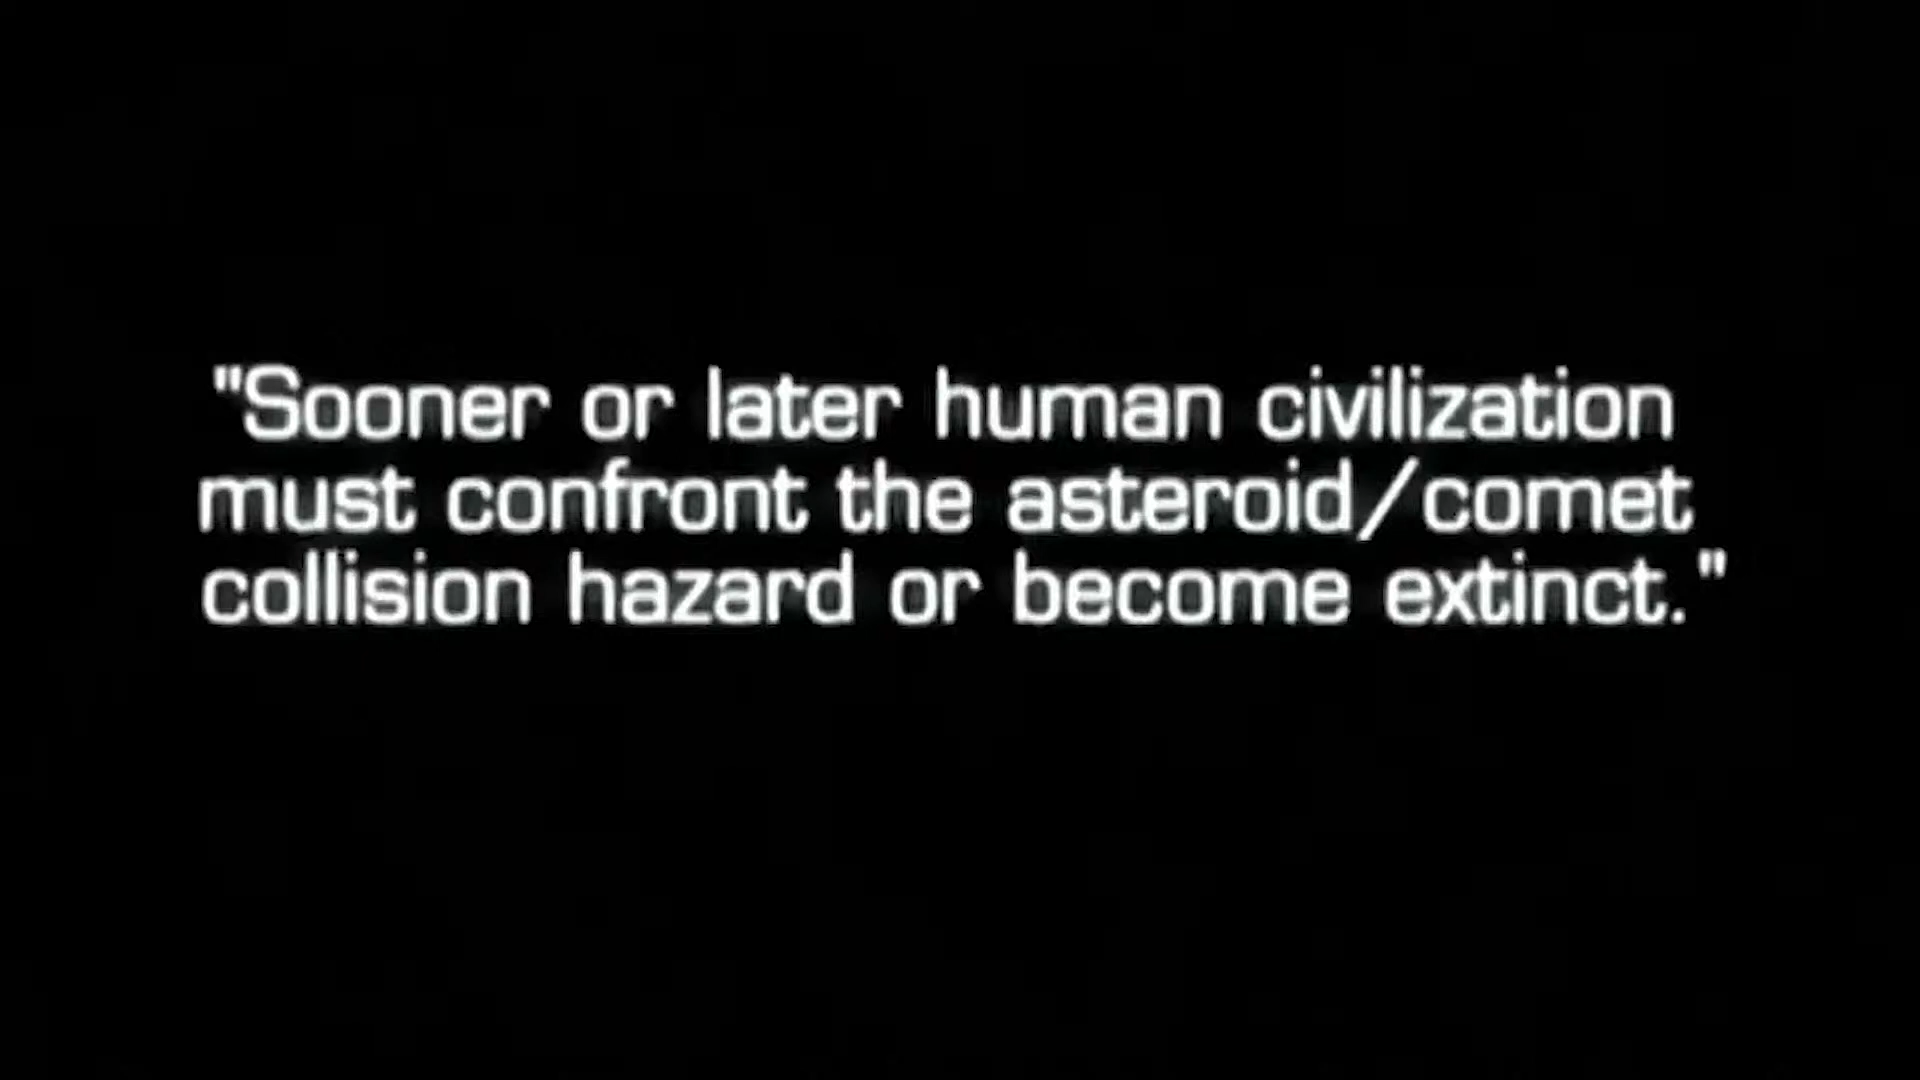 "Sooner or later human civilization
must confront the asteroid/comet
collision hazard or become extinct."